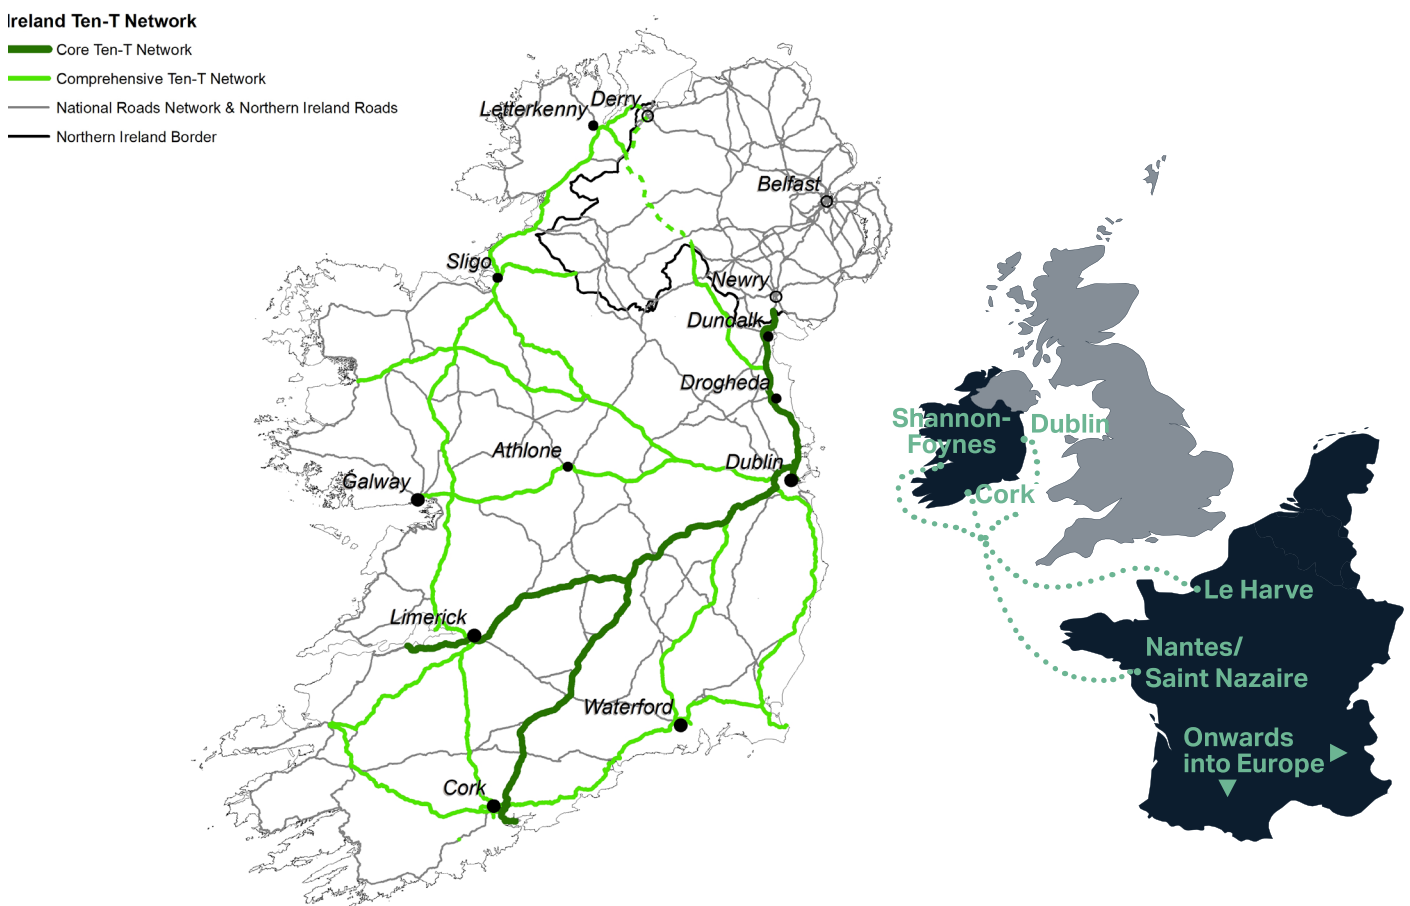 Ireland Ten-T Network
Core Ten-T Network
Comprehensive Ten-T Network
National Roads Network & Northern Ireland Roads
Northern Ireland Border
Derry
Letterkenny
Belfast
Sligo
Newry
Dundalk
Drogheda
Athlone
Dublin
Galway
Limerick
Waterford
Cork
Shannon-
Foynes
Dublin
Cork
Le Harve
Nantes/
Saint Nazaire
Onwards
into Europe